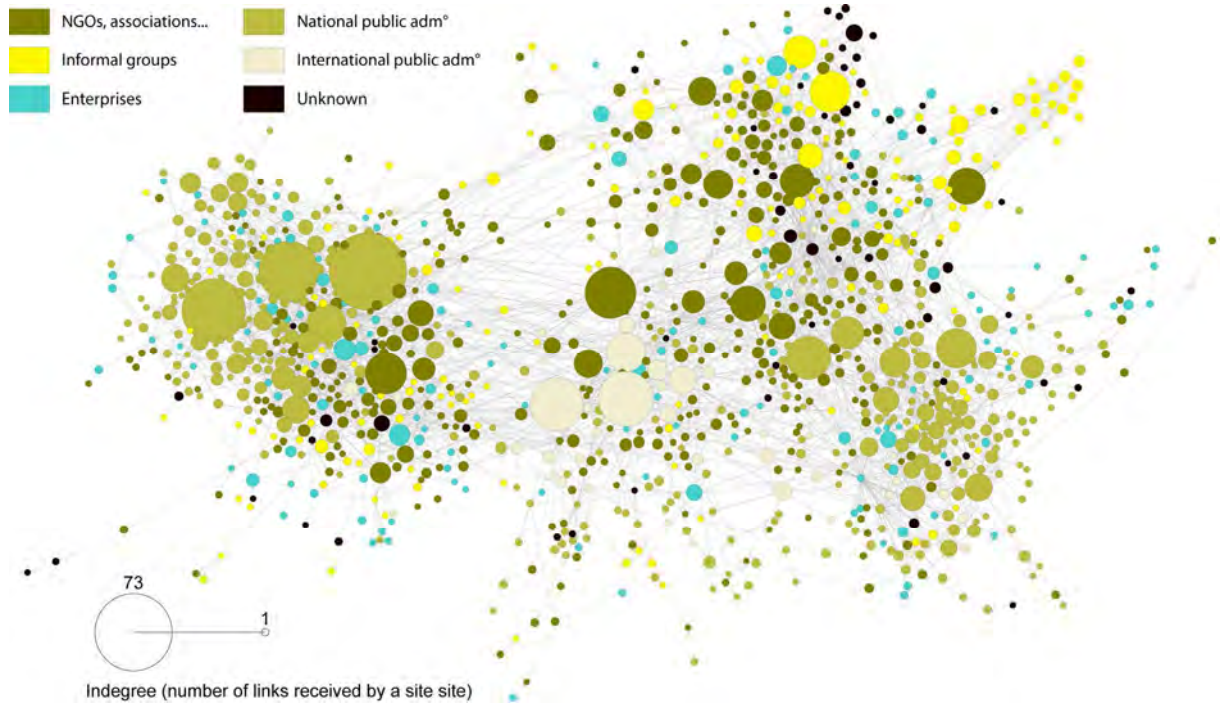 NGOs, associations...
National public adm°
Informal groups
International public adm°
Enterprises
Unknown
73
1
Indegree (number of links received by a site site)